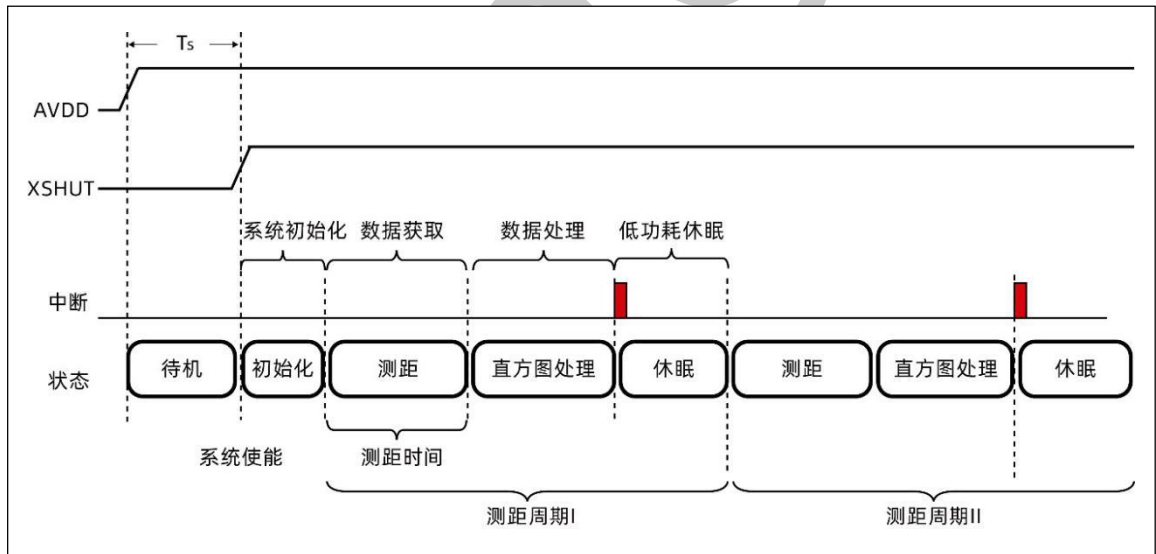 Ts
AVDD
XSHUT
系统初始化 数据获取 数据处理 低功耗休眠
中断
状态 待机 初始化 测距 直方图处理 休眠 测距 直方图处理 休眠
系统使能 测距时间
测距周期I 测距周期II